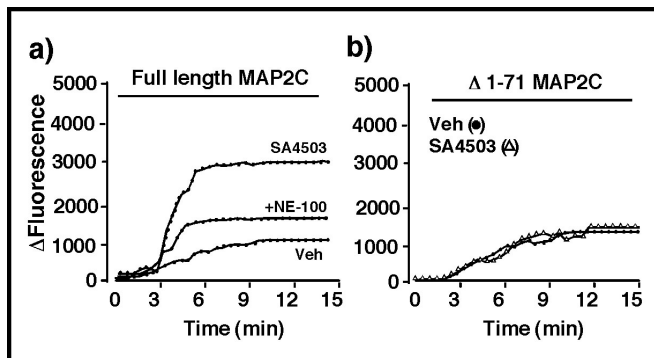 a)
Full length MAP2C
ΔFluorescence
5000
4000
3000
2000
1000
0
SA4503
+NE-100
Veh
0 3 6 9 12 15
Time (min)
b)
Δ 1-71 MAP2C
Veh (●)
SA4503 (△)
5000
4000
3000
2000
1000
0
0 3 6 9 12 15
Time (min)